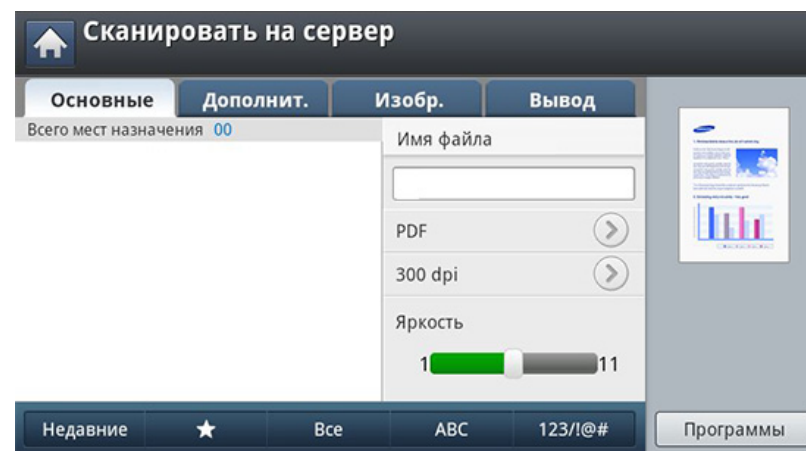 Сканировать на сервер
Основные Дополнит. Изобр. Вывод
Всего мест назначения 00
Имя файла
PDF
300 dpi
Яркость
1 11
Недавние ★ Все ABC 123/!@# Программы